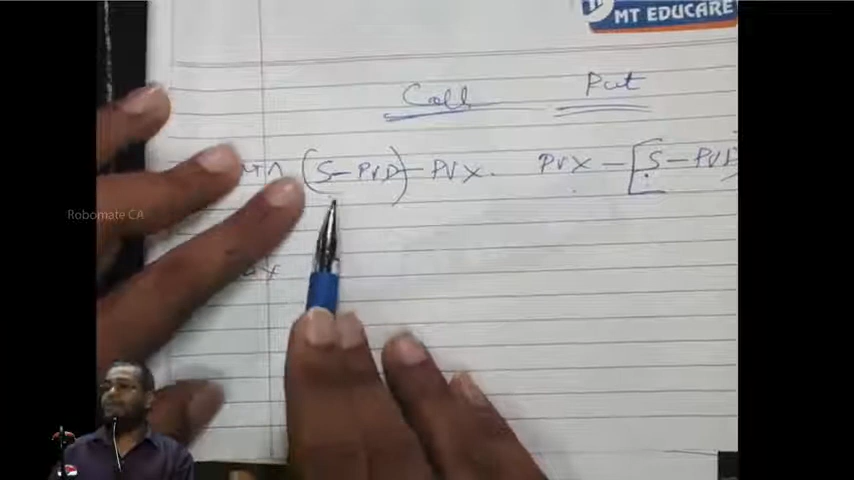 MT EDUCARE
Call Put
(S - PVD) - PVX. PVX - [S - PVD
Robomate CA